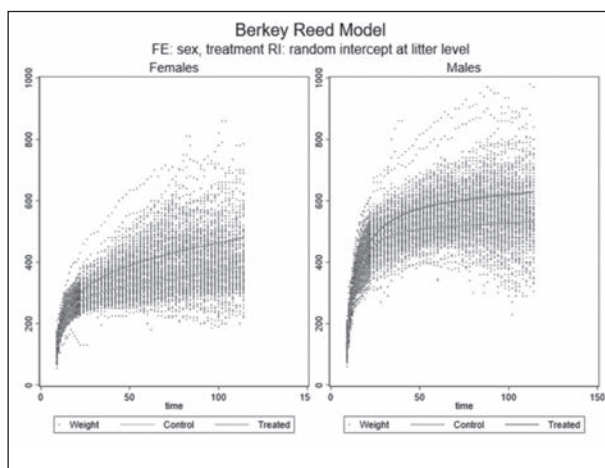 Berkey Reed Model
FE: sex, treatment RI: random intercept at litter level
Females
Males
1000
800
600
400
200
0
0 50 100 15
time
Weight Control Treated
1000
800
600
400
200
0
0 50 100 150
time
Weight Control Treated